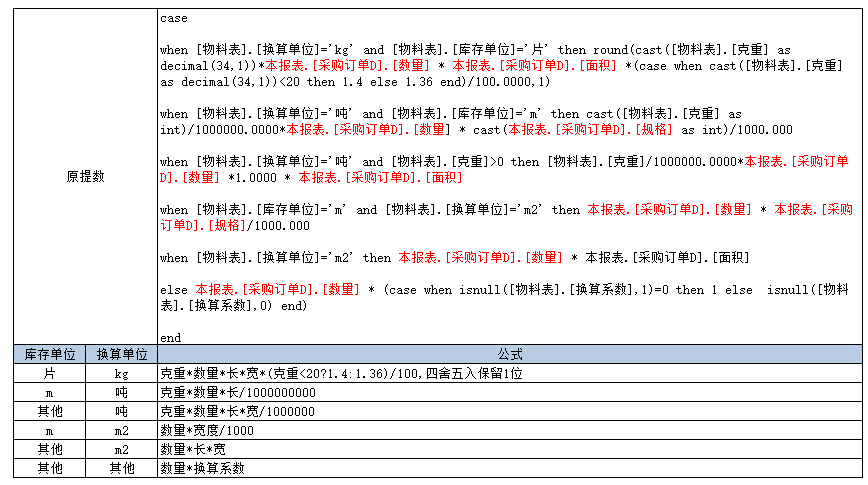 原提数
case
when [物料表].[换算单位]='kg' and [物料表].[库存单位]='片' then round(cast([物料表].[克重] as
decimal(34,1))*本报表.[采购订单D].[数量] * 本报表.[采购订单D].[面积] *(case when cast([物料表].[克重]
as decimal(34,1))<20 then 1.4 else 1.36 end)/100.0000,1)
when [物料表].[换算单位]='吨' and [物料表].[库存单位]='m' then cast([物料表].[克重] as
int)/1000000.0000*本报表.[采购订单D].[数量] * cast(本报表.[采购订单D].[规格] as int)/1000.000
when [物料表].[换算单位]='吨' and [物料表].[克重]>0 then [物料表].[克重]/1000000.0000*本报表.[采购订单
D].[数量] *1.0000 * 本报表.[采购订单D].[面积]
when [物料表].[库存单位]='m' and [物料表].[换算单位]='m2' then 本报表.[采购订单D].[数量] * 本报表.[采购
订单D].[规格]/1000.000
when [物料表].[换算单位]='m2' then 本报表.[采购订单D].[数量] * 本报表.[采购订单D].[面积]
else 本报表.[采购订单D].[数量] * (case when isnull([物料表].[换算系数],1)=0 then 1 else  isnull([物料
表].[换算系数],0) end)
end
库存单位 换算单位 公式
片 kg 克重*数量*长*宽*(克重<20?1.4:1.36)/100,四舍五入保留1位
m 吨 克重*数量*长/1000000000
其他 吨 克重*数量*长*宽/1000000
m m2 数量*宽度/1000
其他 m2 数量*长*宽
其他 其他 数量*换算系数